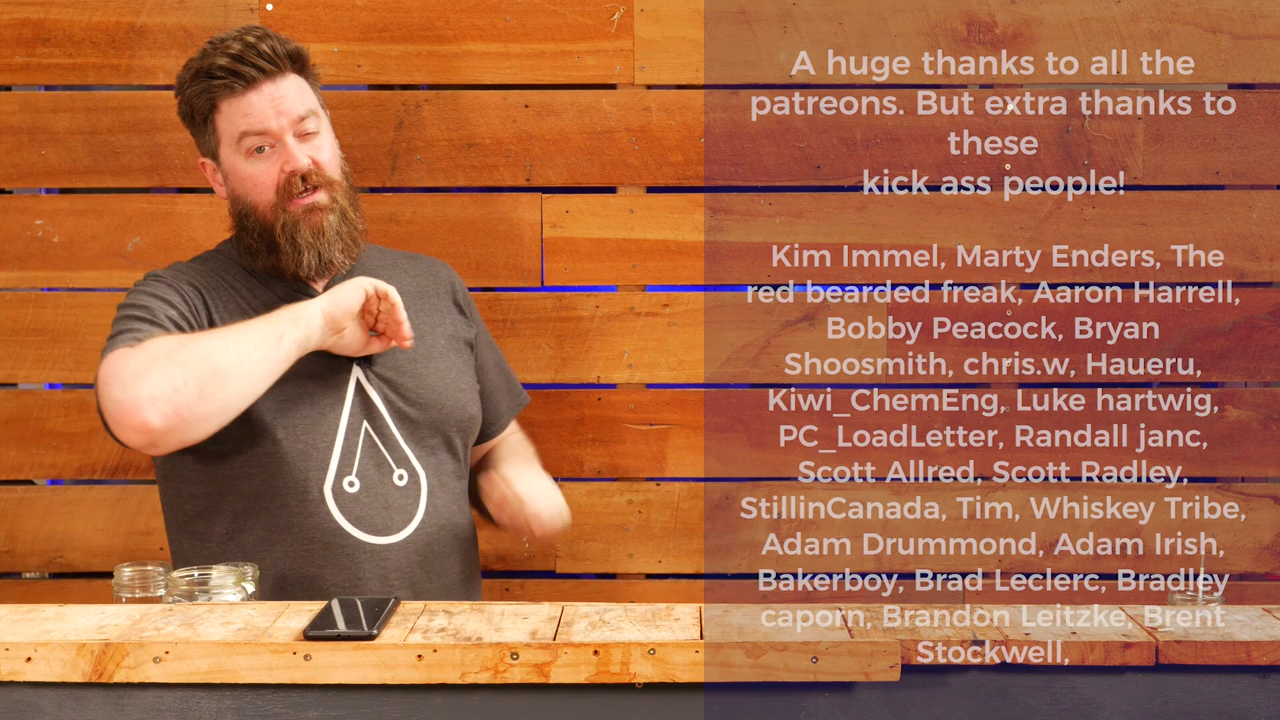 A huge thanks to all the
patreons. But extra thanks to
these
kick ass people!
Kim Immel, Marty Enders, The
red bearded freak, Aaron Harrell,
Bobby Peacock, Bryan
Shoosmith, chris.w, Haueru,
Kiwi_ChemEng, Luke hartwig,
PC_LoadLetter, Randall janc,
Scott Allred, Scott Radley,
StillinCanada, Tim, Whiskey Tribe,
Adam Drummond, Adam Irish,
Bakerboy, Brad Leclerc, Bradley
caporn, Brandon Leitzke, Brent
Stockwell,